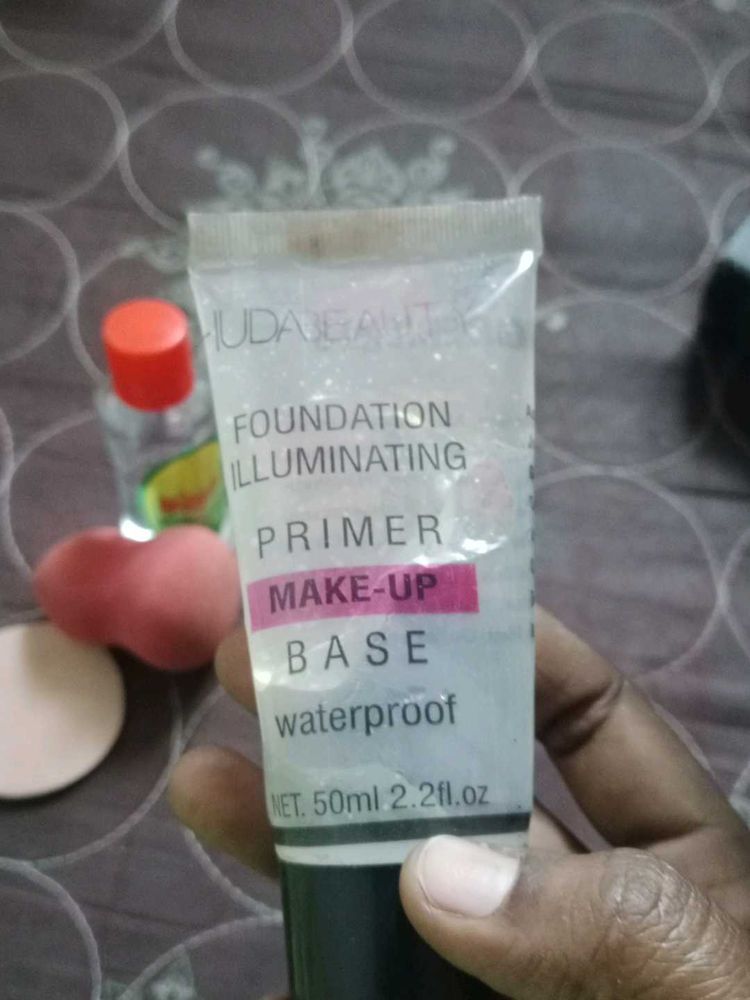 HUDABEAUTY
FOUNDATION
ILLUMINATING
PRIMER
MAKE-UP
BASE
waterproof
NET. 50ml 2.2fl.oz